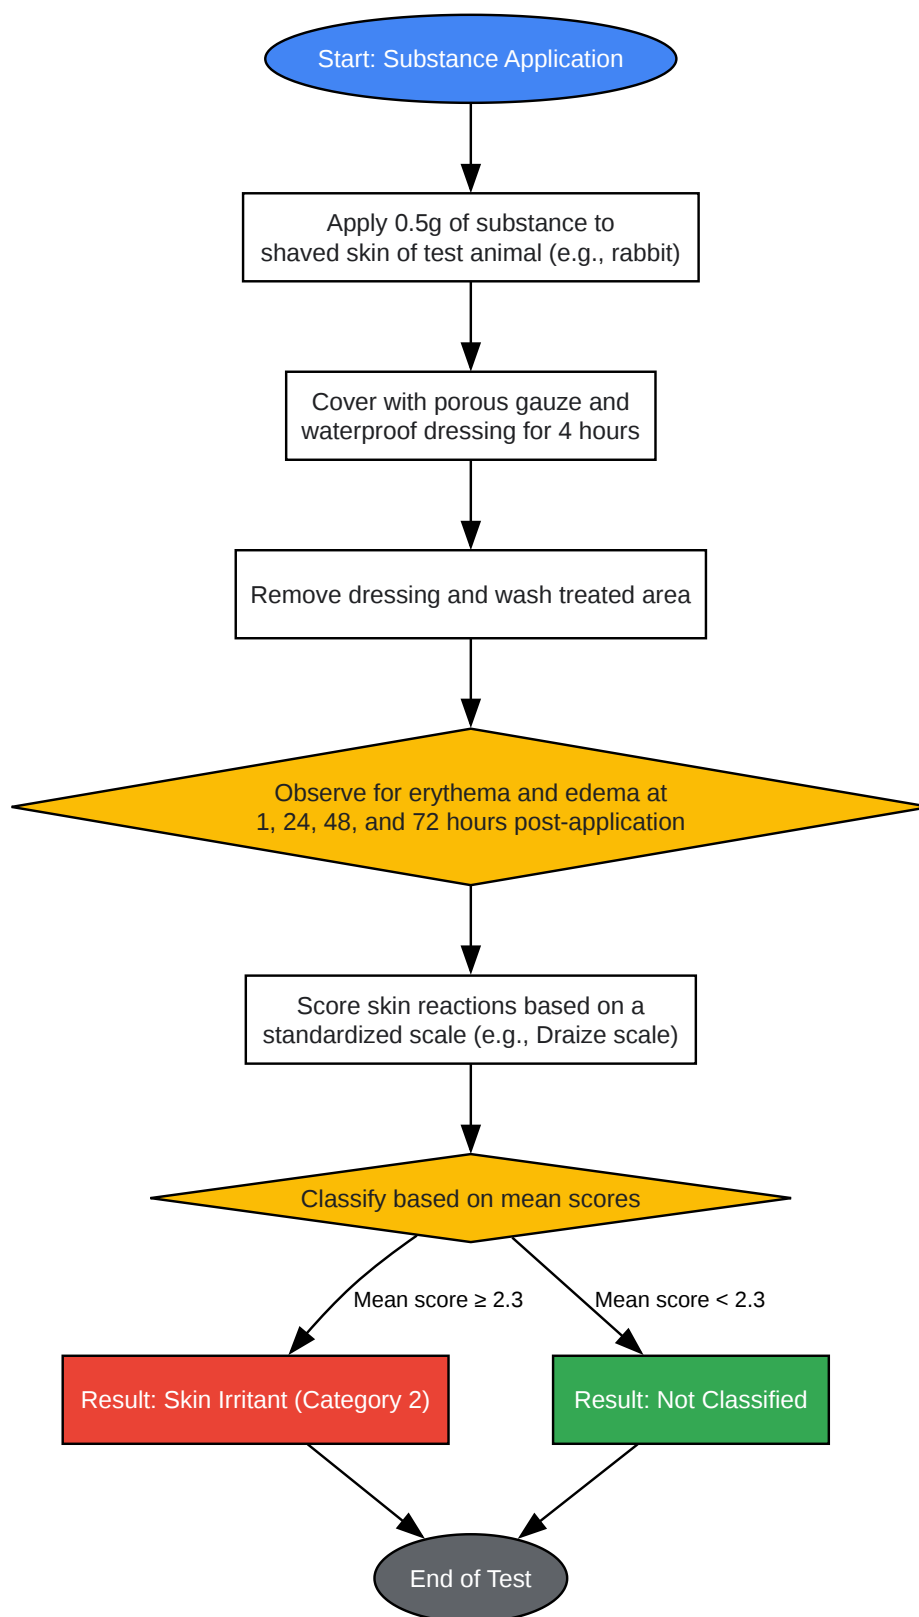 Start: Substance Application
Apply 0.5g of substance to
shaved skin of test animal (e.g., rabbit)
Cover with porous gauze and
waterproof dressing for 4 hours
Remove dressing and wash treated area
Observe for erythema and edema at
1, 24, 48, and 72 hours post-application
Score skin reactions based on a
standardized scale (e.g., Draize scale)
Classify based on mean scores
Mean score ≥ 2.3
Mean score < 2.3
Result: Skin Irritant (Category 2)
Result: Not Classified
End of Test